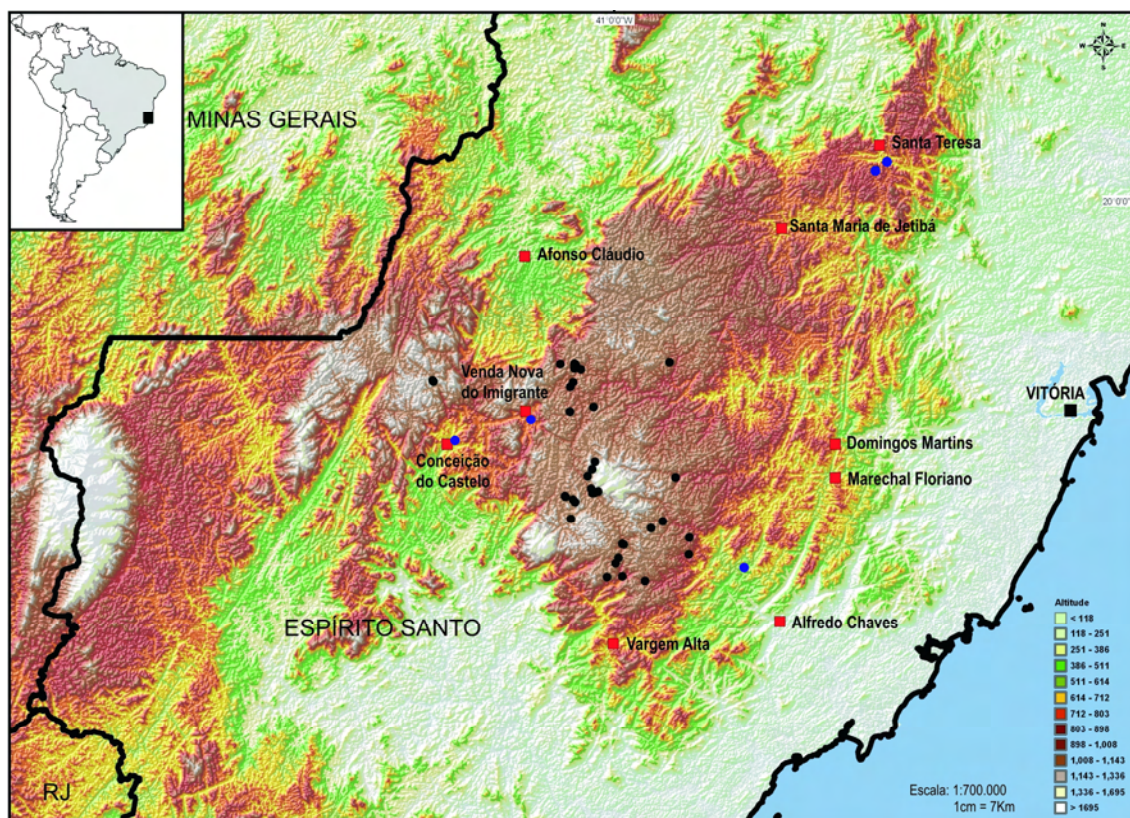 41°0'0"W
N
W
E
S
MINAS GERAIS
Santa Teresa
20°0'0"
Santa Maria de Jetibá
Afonso Cláudio
Venda Nova
do Imigrante
VITÓRIA
Conceição
do Castelo
Domingos Martins
Marechal Floriano
ESPÍRITO SANTO
Alfredo Chaves
Vargem Alta
RJ
Altitude
< 118
118 - 251
251 - 386
386 - 511
511 - 614
614 - 712
712 - 803
803 - 898
898 - 1,008
1,008 - 1,143
1,143 - 1,336
1,336 - 1,695
> 1695
Escala: 1:700.000
1cm = 7Km